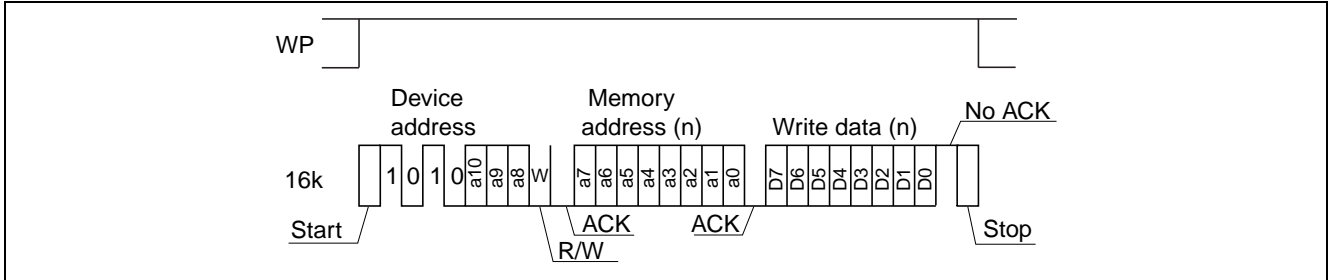 WP
Device address
Memory address (n)
Write data (n)
No ACK
16k
1 0 1 0 a10 a9 a8 W a7 a6 a5 a4 a3 a2 a1 a0 D7 D6 D5 D4 D3 D2 D1 D0
Start
ACK
R/W
ACK
Stop